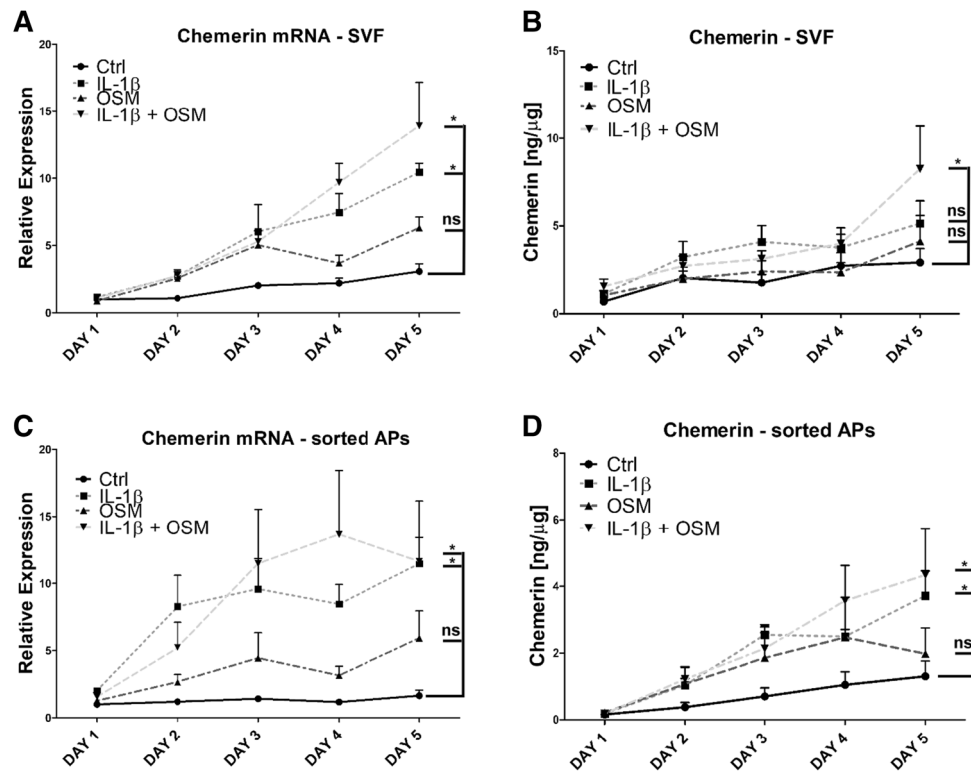 A
Chemerin mRNA - SVF
Relative Expression
20
15
10
5
0
Ctrl
IL-1β
OSM
IL-1β + OSM
*
*
ns
DAY 1
DAY 2
DAY 3
DAY 4
DAY 5
B
Chemerin - SVF
Chemerin [ng/μg]
15
10
5
0
Ctrl
IL-1β
OSM
IL-1β + OSM
*
ns
ns
DAY 1
DAY 2
DAY 3
DAY 4
DAY 5
C
Chemerin mRNA - sorted APs
Relative Expression
20
15
10
5
0
Ctrl
IL-1β
OSM
IL-1β + OSM
*
*
ns
DAY 1
DAY 2
DAY 3
DAY 4
DAY 5
D
Chemerin - sorted APs
Chemerin [ng/μg]
8
6
4
2
0
Ctrl
IL-1β
OSM
IL-1β + OSM
*
*
ns
DAY 1
DAY 2
DAY 3
DAY 4
DAY 5